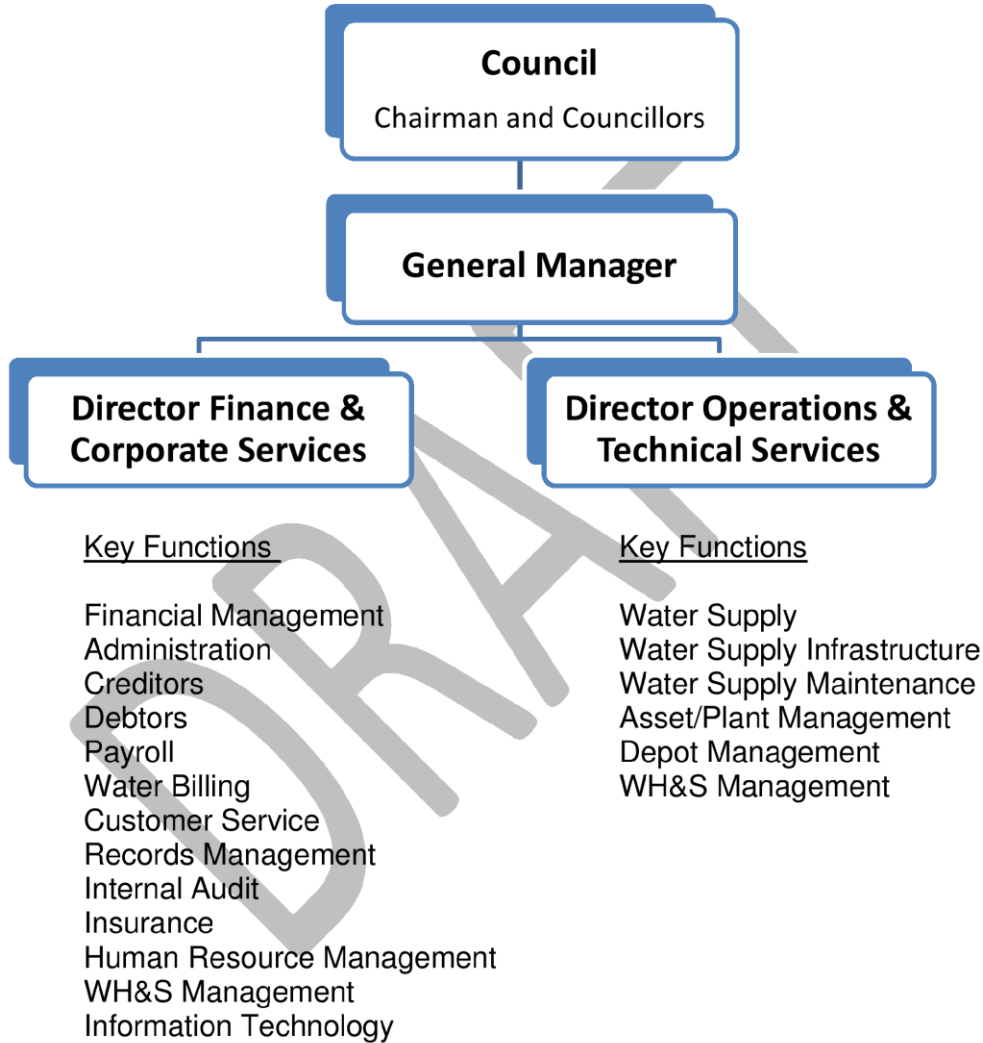 Council
Chairman and Councillors
General Manager
Director Finance &
Corporate Services
Director Operations &
Technical Services
Key Functions
Financial Management
Administration
Creditors
Debtors
Payroll
Water Billing
Customer Service
Records Management
Internal Audit
Insurance
Human Resource Management
WH&S Management
Information Technology
Key Functions
Water Supply
Water Supply Infrastructure
Water Supply Maintenance
Asset/Plant Management
Depot Management
WH&S Management
DRAFT